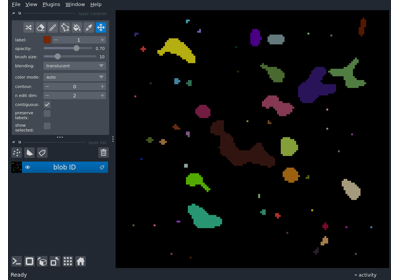 File View Plugins Window Help
label: 1
opacity: 0.70
brush size: 10
blending: translucent
color mode: auto
contour: 0
n edit dim: 2
contiguous: ✓
preserve
labels:
show
selected:
blob ID
Ready activity